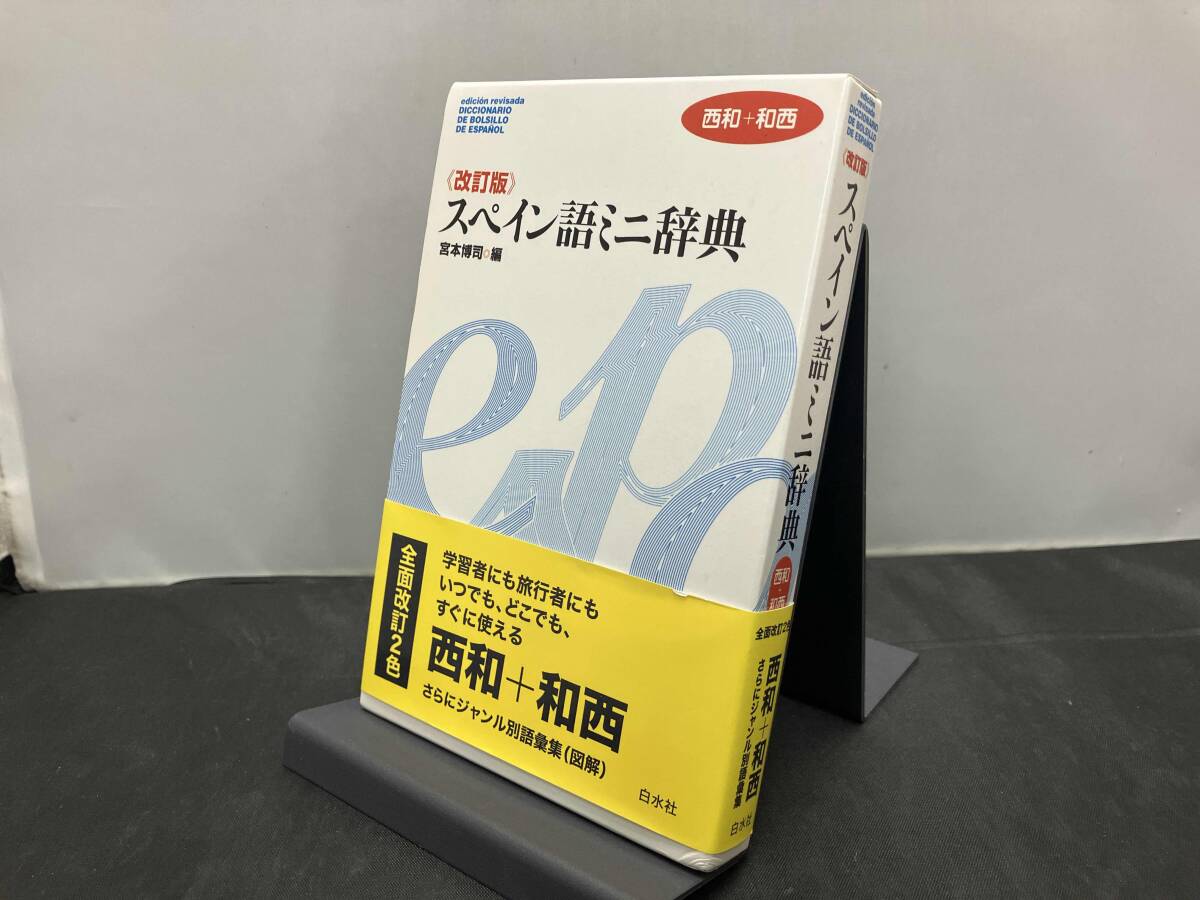 edición revisada
DICCIONARIO
DE BOLSILLO
DE ESPAÑOL
西和+和西
《改訂版》
スペイン語ミニ辞典
宮本博司◦編
esp
全面改訂2色
学習者にも旅行者にも
いつでも、どこでも、
すぐに使える
西和+和西
さらにジャンル別語彙集(図解)
白水社
edición
revisada
DICCIONARIO
DE BOLSILLO
DE ESPAÑOL
《改訂版》
スペイン語ミニ辞典
西和
和西
全面改訂2色
西和+和西
さらにジャンル別語彙集
白水社